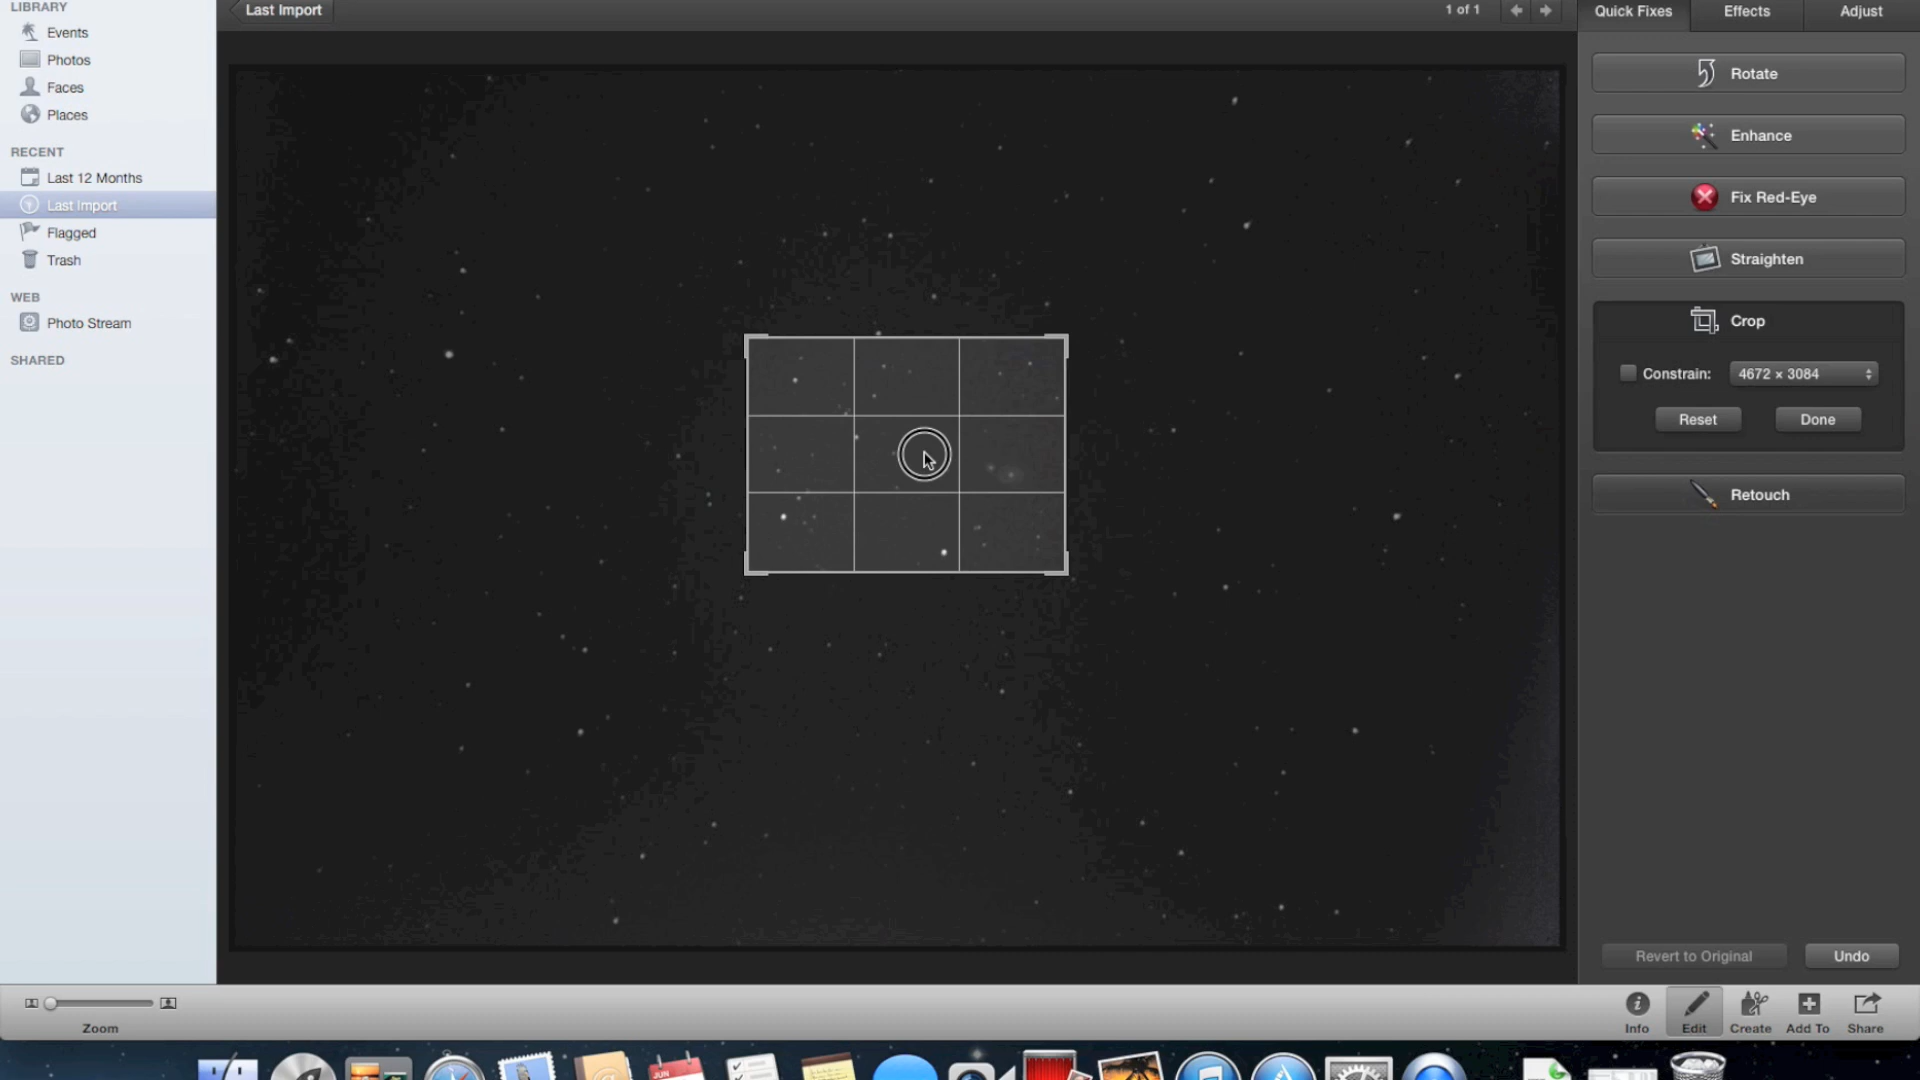 LIBRARY
Events
Photos
Faces
Places
RECENT
Last 12 Months
Last Import
Flagged
Trash
WEB
Photo Stream
SHARED
Last Import
1 of 1
Quick Fixes Effects Adjust
Rotate
Enhance
Fix Red-Eye
Straighten
Crop
Constrain: 4672 × 3084
Reset Done
Retouch
Revert to Original Undo
Zoom
Info Edit Create Add To Share
JUN